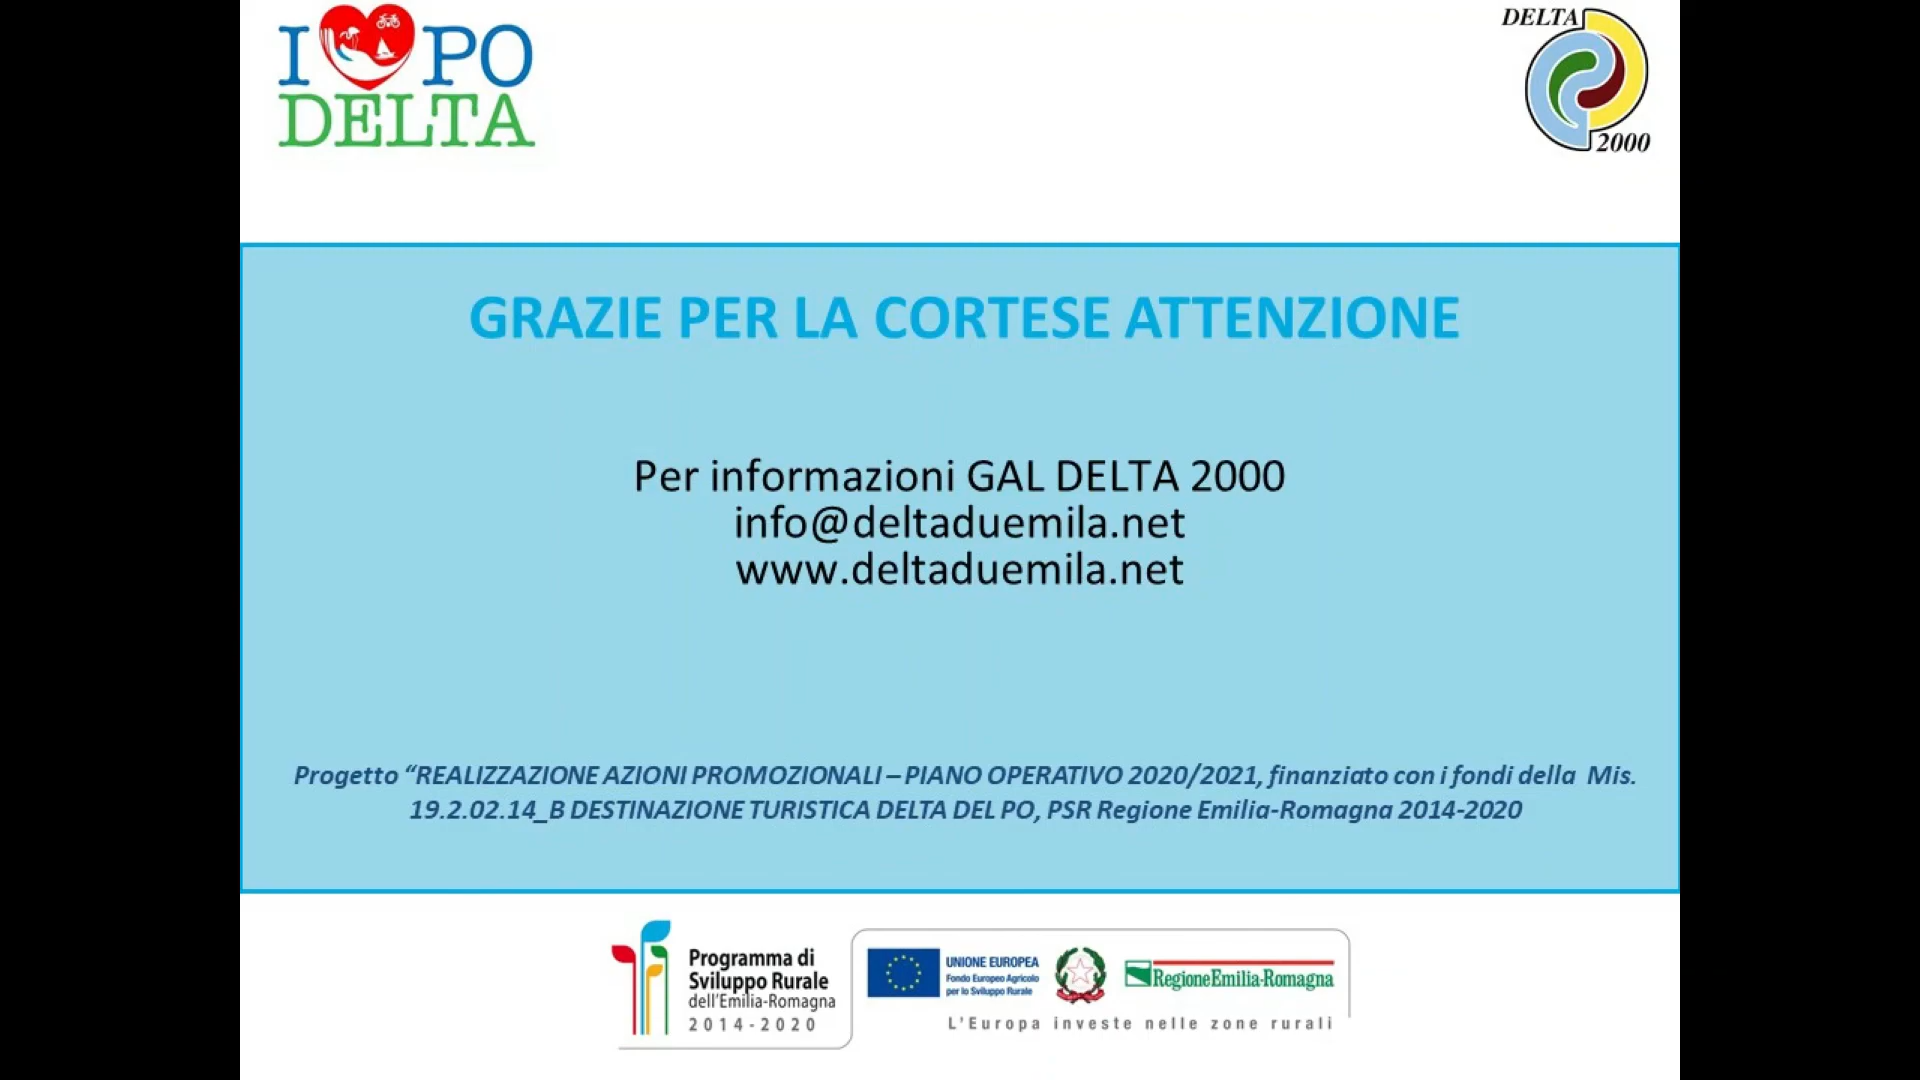 I PO
DELTA
DELTA
2000
GRAZIE PER LA CORTESE ATTENZIONE
Per informazioni GAL DELTA 2000
info@deltaduemila.net
www.deltaduemila.net
Progetto “REALIZZAZIONE AZIONI PROMOZIONALI – PIANO OPERATIVO 2020/2021, finanziato con i fondi della Mis.
19.2.02.14_B DESTINAZIONE TURISTICA DELTA DEL PO, PSR Regione Emilia-Romagna 2014-2020
Programma di
Sviluppo Rurale
dell'Emilia-Romagna
2014-2020
UNIONE EUROPEA
Fondo Europeo Agricolo
per lo Sviluppo Rurale
RegioneEmilia-Romagna
L'Europa investe nelle zone rurali